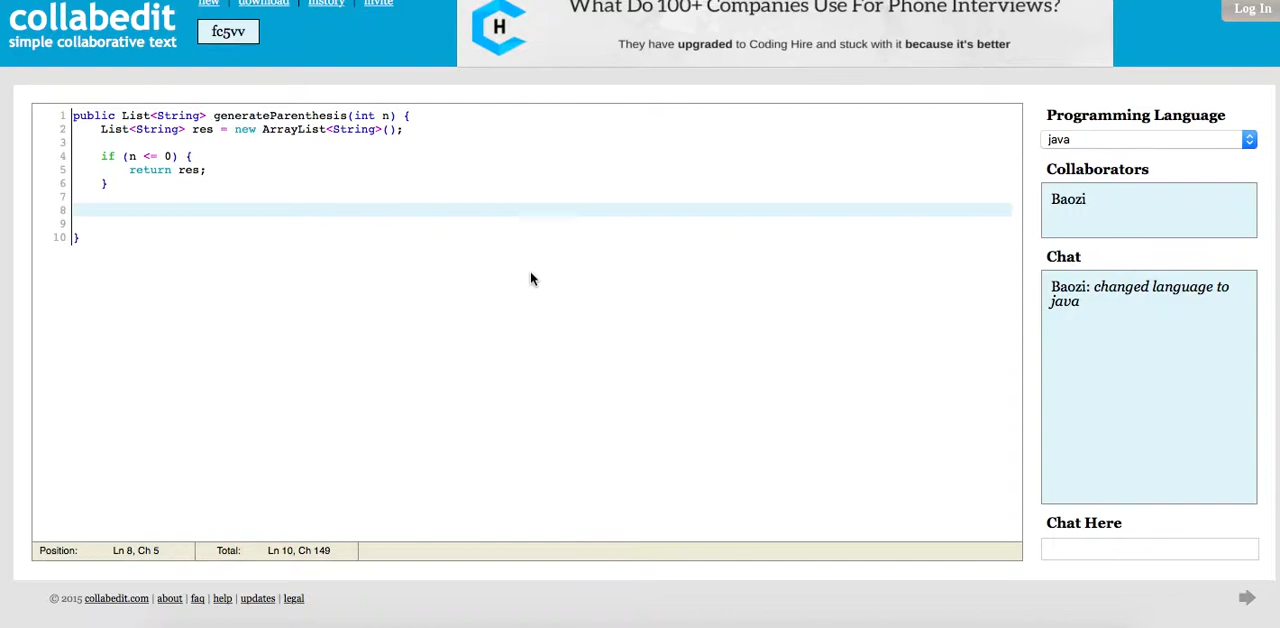 collabedit
simple collaborative text
new | download | history | invite
fc5vv
H
What Do 100+ Companies Use For Phone Interviews?
They have upgraded to Coding Hire and stuck with it because it's better
Log In
1 public List<String> generateParenthesis(int n) {
2 List<String> res = new ArrayList<String>();
3
4 if (n <= 0) {
5 return res;
6 }
7
8
9
10 }
Position: Ln 8, Ch 5 Total: Ln 10, Ch 149
Programming Language
java
Collaborators
Baozi
Chat
Baozi: changed language to
java
Chat Here
© 2015 collabedit.com | about | faq | help | updates | legal